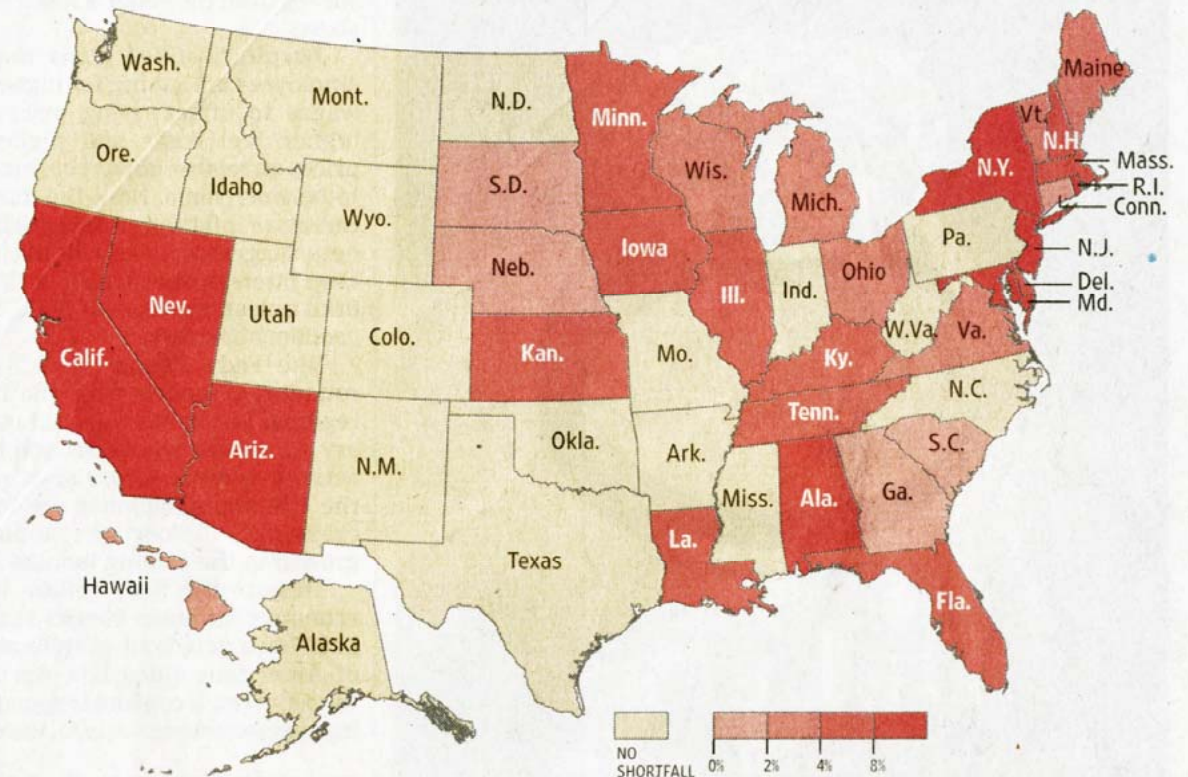 Wash.
Mont.
N.D.
Minn.
Maine
Vt.
N.H.
Ore.
Idaho
S.D.
Wis.
Mich.
N.Y.
Mass.
R.I.
Conn.
Wyo.
Neb.
Iowa
Pa.
N.J.
Nev.
Utah
Colo.
Kan.
Mo.
Ill.
Ind.
Ohio
W.Va.
Va.
Del.
Md.
Calif.
Ky.
N.C.
Ariz.
N.M.
Okla.
Ark.
Tenn.
S.C.
Miss.
Ala.
Ga.
Texas
La.
Fla.
Hawaii
Alaska
NO
SHORTFALL
0% 2% 4% 8%